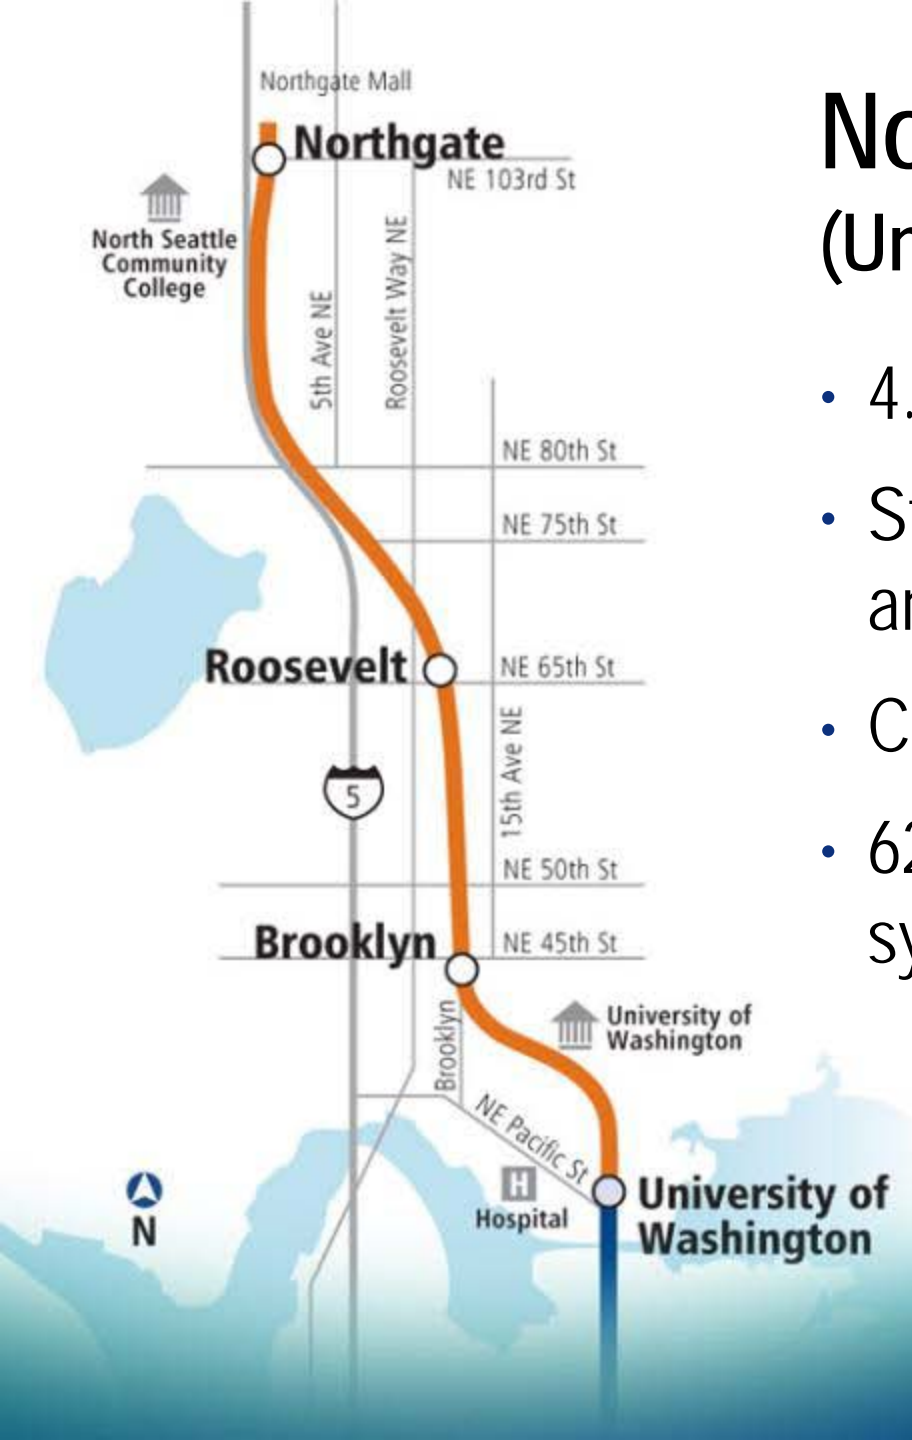 Northgate Mall
Northgate
NE 103rd St
North Seattle
Community
College
5th Ave NE
Roosevelt Way NE
NE 80th St
NE 75th St
Roosevelt
NE 65th St
15th Ave NE
5
NE 50th St
Brooklyn
NE 45th St
University of
Washington
Brooklyn
NE Pacific St
H
Hospital
University of
Washington
N
No
(Un
• 4.
• St
an
• C
• 62
sy